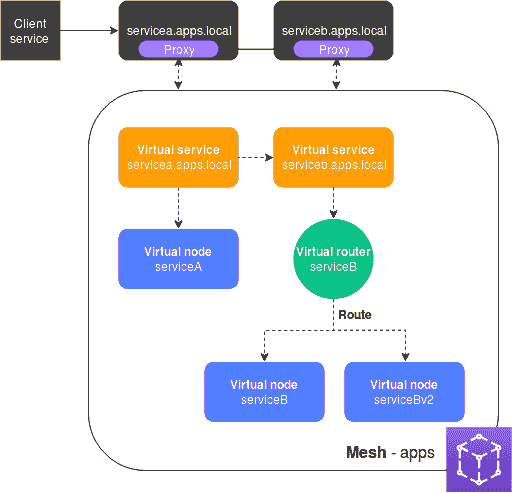 Client
service
servicea.apps.local
Proxy
serviceb.apps.local
Proxy
Virtual service
servicea.apps.local
Virtual service
serviceb.apps.local
Virtual node
serviceA
Virtual router
serviceB
Route
Virtual node
serviceB
Virtual node
serviceBv2
Mesh - apps